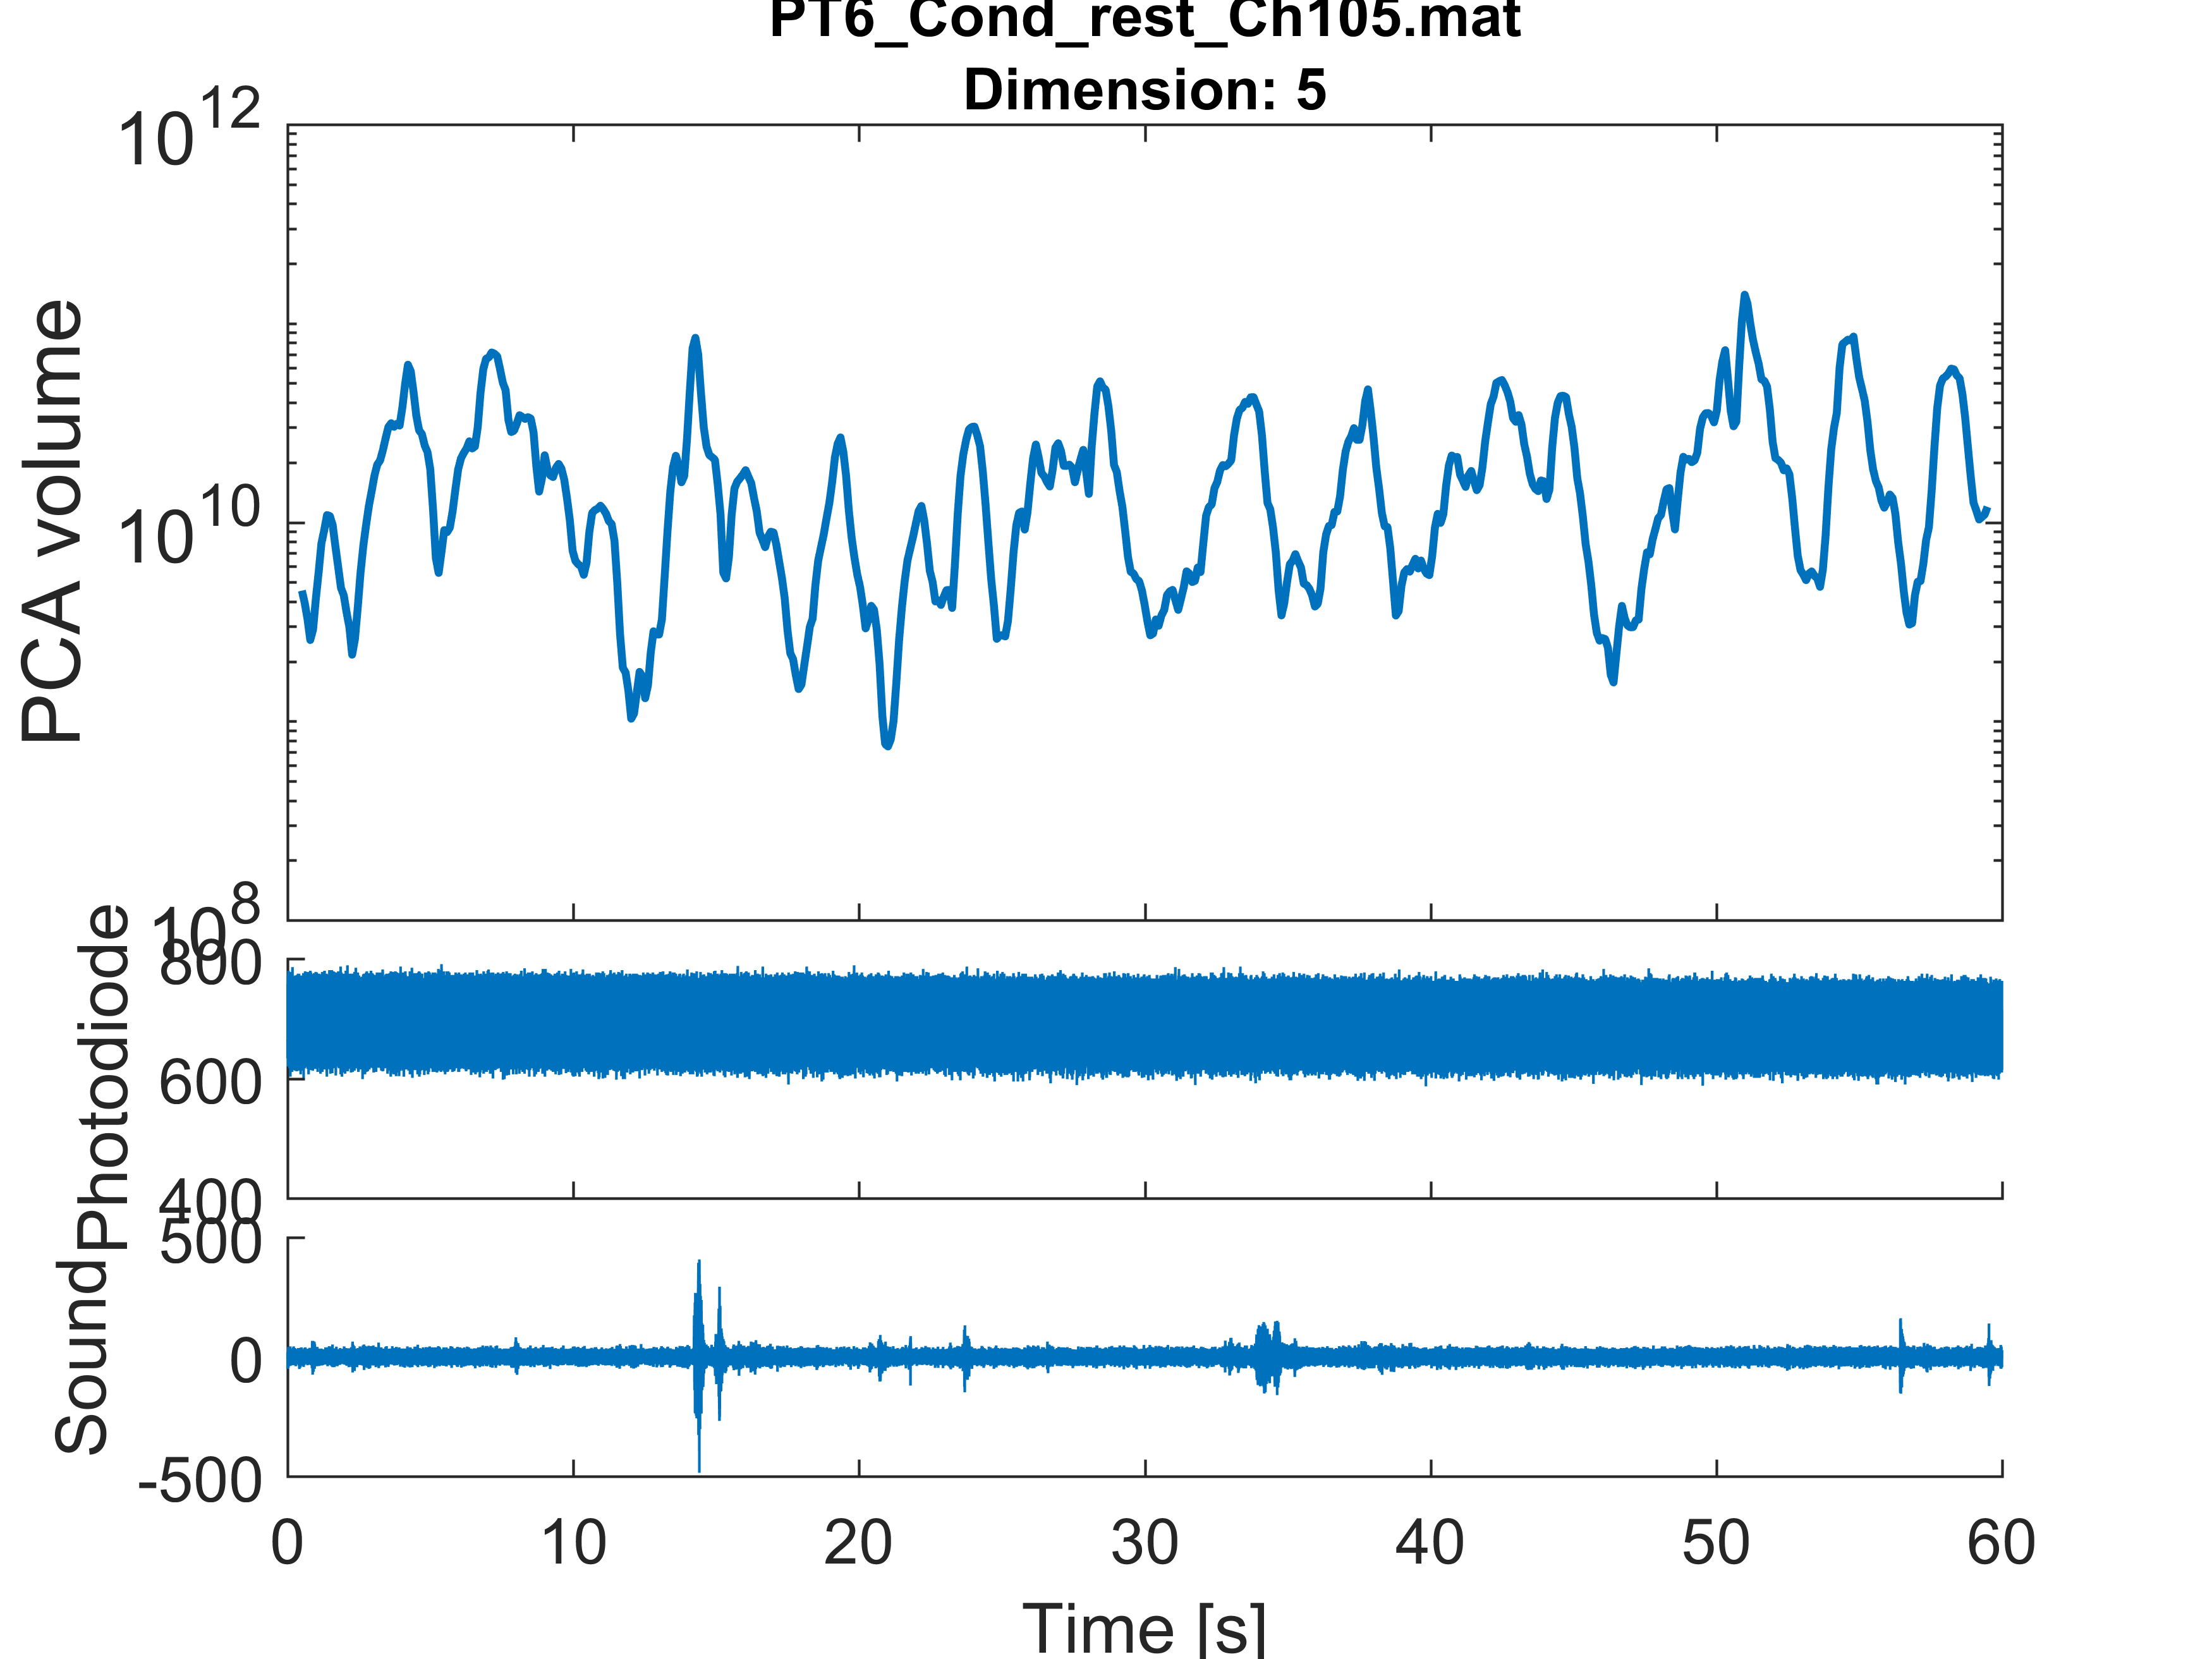 PT6_Cond_rest_Ch105.mat
Dimension: 5
10^12
10^10
10^8
PCA volume
800
600
400
Photodiode
500
0
-500
Sound
0 10 20 30 40 50 60
Time [s]